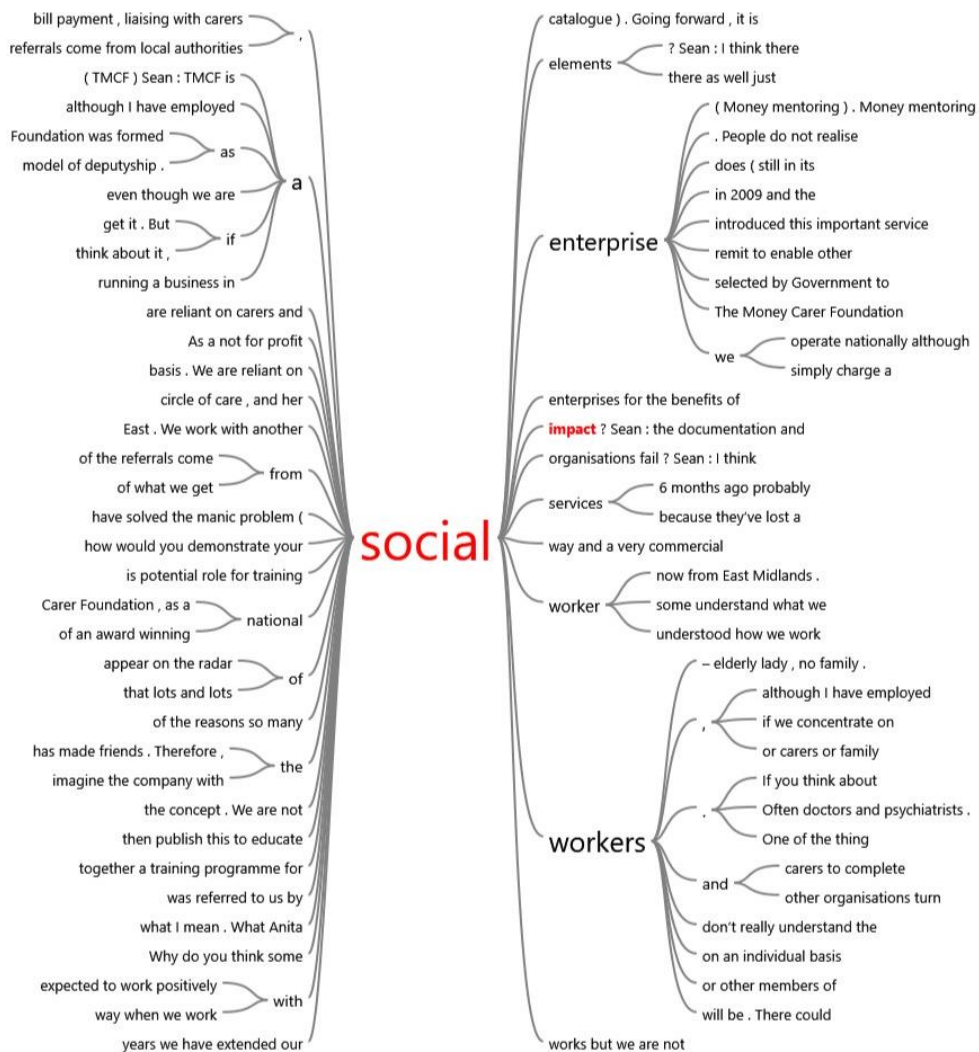 bill payment , liaising with carers
referrals come from local authorities
,
( TMCF ) Sean : TMCF is
although I have employed
Foundation was formed
model of deputyship .
as
even though we are
get it . But
think about it ,
if
running a business in
a
are reliant on carers and
As a not for profit
basis . We are reliant on
circle of care , and her
East . We work with another
of the referrals come
of what we get
from
have solved the manic problem (
how would you demonstrate your
is potential role for training
Carer Foundation , as a
of an award winning
national
appear on the radar
that lots and lots
of
of the reasons so many
has made friends . Therefore ,
imagine the company with
the
the concept . We are not
then publish this to educate
together a training programme for
was referred to us by
what I mean . What Anita
Why do you think some
expected to work positively
way when we work
with
years we have extended our
social
catalogue ) . Going forward , it is
elements
? Sean : I think there
there as well just
enterprise
( Money mentoring ) . Money mentoring
. People do not realise
does ( still in its
in 2009 and the
introduced this important service
remit to enable other
selected by Government to
The Money Carer Foundation
we
operate nationally although
simply charge a
enterprises for the benefits of
impact ? Sean : the documentation and
organisations fail ? Sean : I think
services
6 months ago probably
because they've lost a
way and a very commercial
worker
now from East Midlands .
some understand what we
understood how we work
workers
– elderly lady , no family .
,
although I have employed
if we concentrate on
or carers or family
.
If you think about
Often doctors and psychiatrists .
One of the thing
and
carers to complete
other organisations turn
don't really understand the
on an individual basis
or other members of
will be . There could
works but we are not